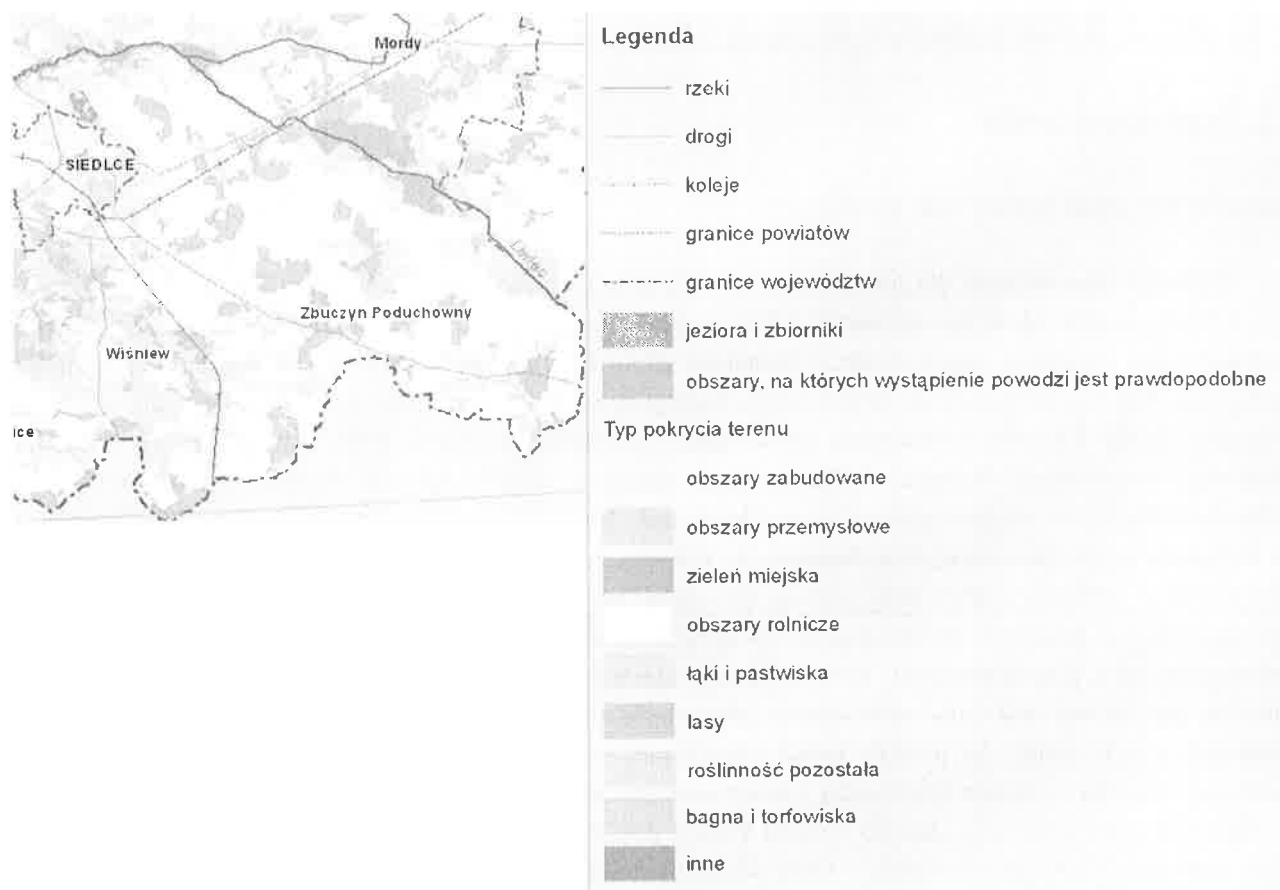 Mordy
SIEDLCE
Zbuczyn Poduchowny
Wiśniew
ice
Legenda
rzeki
drogi
koleje
granice powiatów
granice województw
jeziora i zbiorniki
obszary, na których wystąpienie powodzi jest prawdopodobne
Typ pokrycia terenu
obszary zabudowane
obszary przemysłowe
zieleń miejska
obszary rolnicze
łąki i pastwiska
lasy
roślinność pozostała
bagna i torfowiska
inne